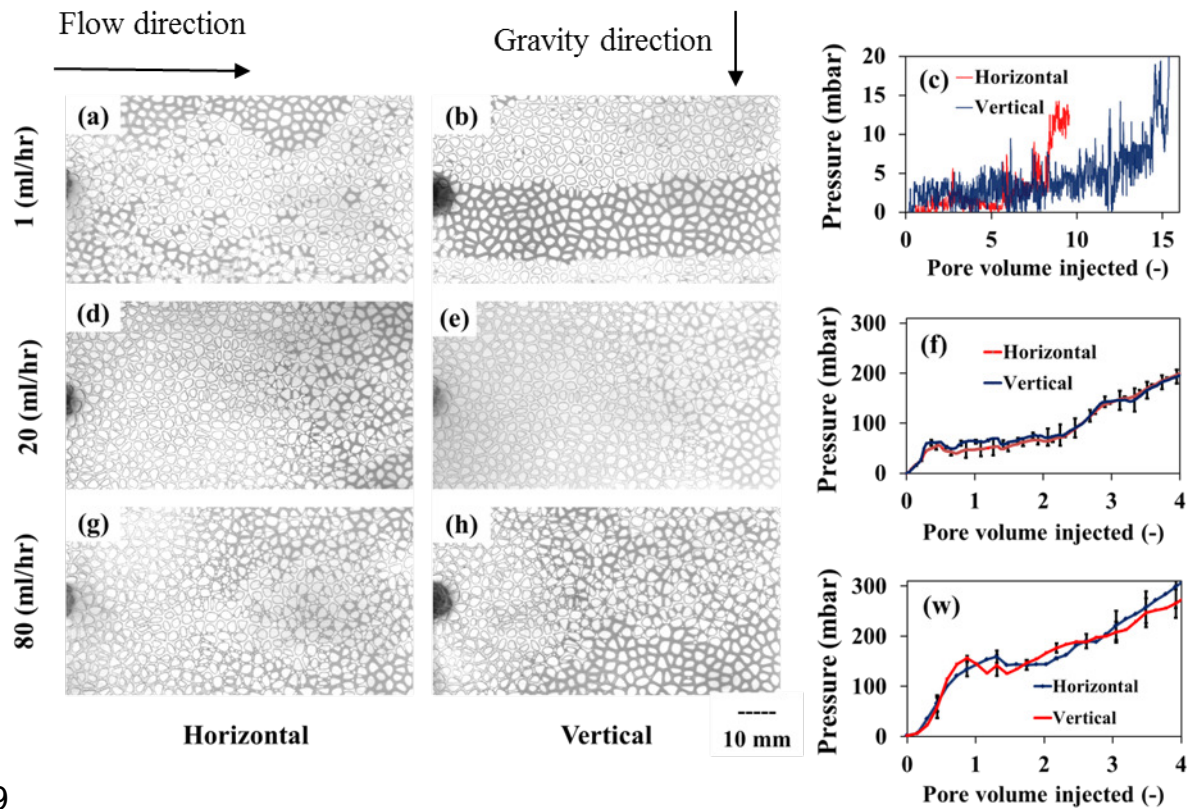 Flow direction
Gravity direction
1 (ml/hr)
(a)
(b)
20
15
10
5
0
Pressure (mbar)
(c)
Horizontal
Vertical
0 5 10 15
Pore volume injected (-)
20 (ml/hr)
(d)
(e)
300
200
100
0
Pressure (mbar)
(f)
Horizontal
Vertical
0 1 2 3 4
Pore volume injected (-)
80 (ml/hr)
(g)
(h)
300
200
100
0
Pressure (mbar)
(w)
Horizontal
Vertical
0 1 2 3 4
Pore volume injected (-)
Horizontal
Vertical
10 mm
9